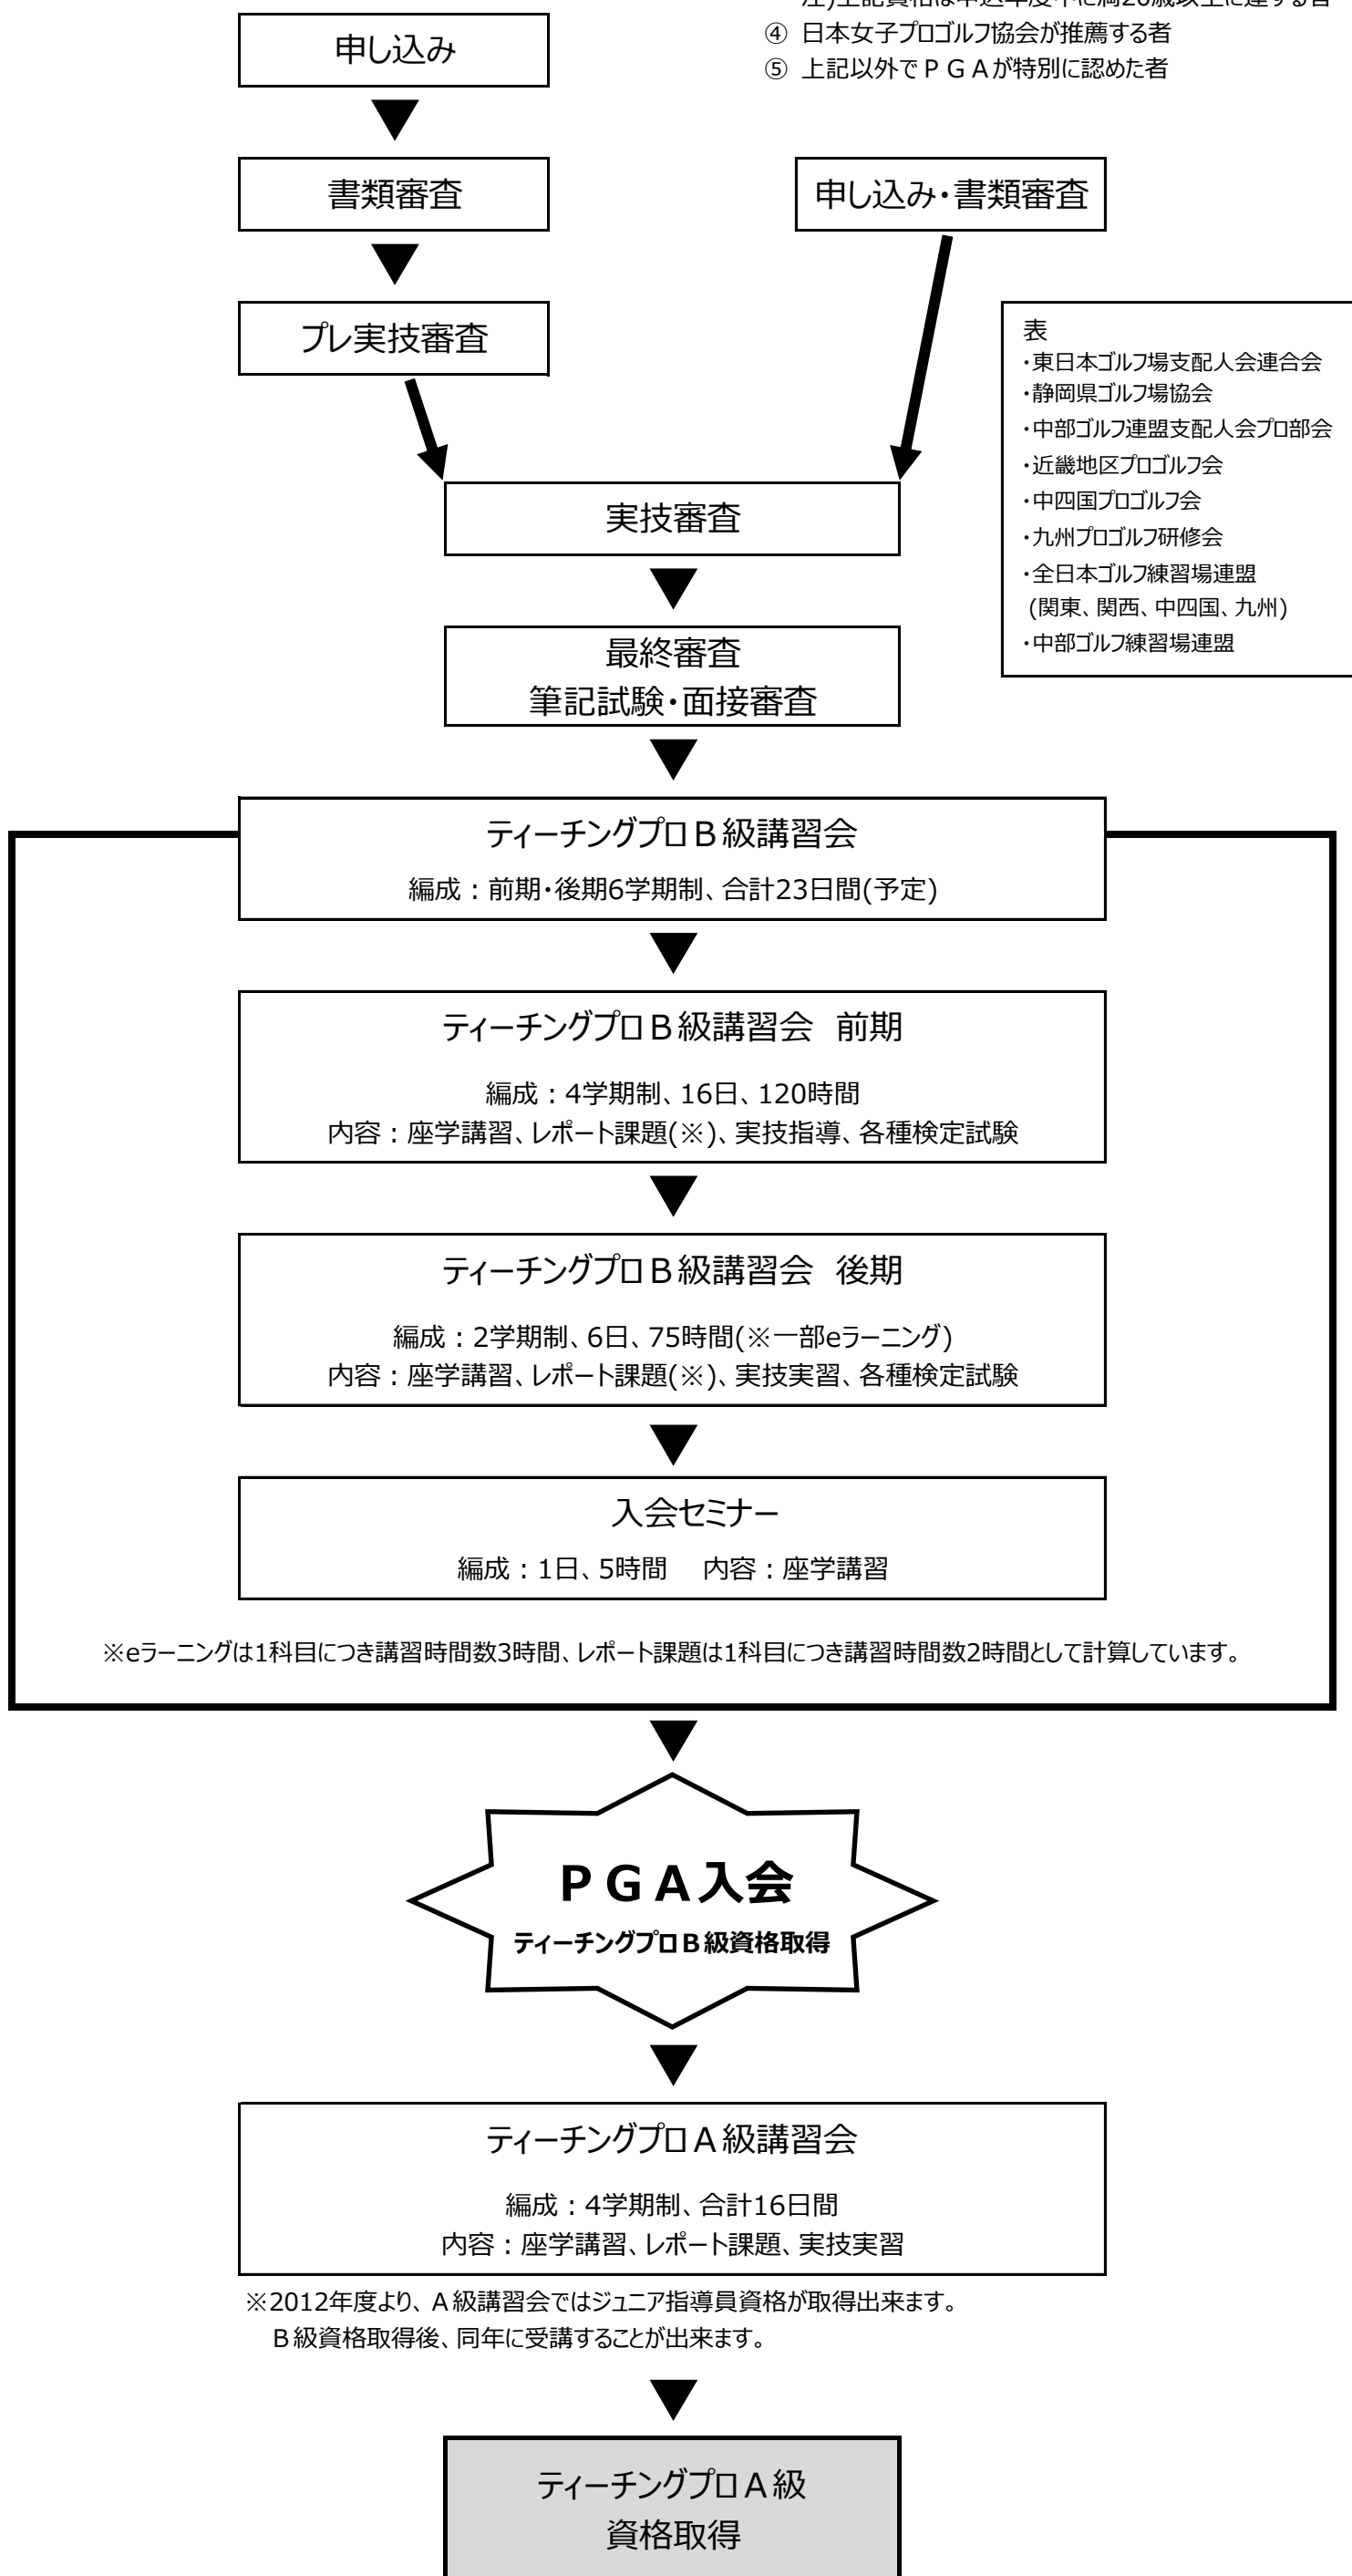 申し込み
④ 日本女子プロゴルフ協会が推薦する者
⑤ 上記以外でＰＧＡが特別に認めた者
書類審査
申し込み・書類審査
プレ実技審査
表
・東日本ゴルフ場支配人会連合会
・静岡県ゴルフ場協会
・中部ゴルフ連盟支配人会プロ部会
・近畿地区プロゴルフ会
・中四国プロゴルフ会
・九州プロゴルフ研修会
・全日本ゴルフ練習場連盟
(関東、関西、中四国、九州)
・中部ゴルフ練習場連盟
実技審査
最終審査
筆記試験・面接審査
ティーチングプロＢ級講習会
編成：前期・後期6学期制、合計23日間(予定)
ティーチングプロＢ級講習会　前期
編成：4学期制、16日、120時間
内容：座学講習、レポート課題(※)、実技指導、各種検定試験
ティーチングプロＢ級講習会　後期
編成：2学期制、6日、75時間(※一部eラーニング)
内容：座学講習、レポート課題(※)、実技実習、各種検定試験
入会セミナー
編成：1日、5時間　内容：座学講習
※eラーニングは1科目につき講習時間数3時間、レポート課題は1科目につき講習時間数2時間として計算しています。
ＰＧＡ入会
ティーチングプロＢ級資格取得
ティーチングプロＡ級講習会
編成：4学期制、合計16日間
内容：座学講習、レポート課題、実技実習
※2012年度より、Ａ級講習会ではジュニア指導員資格が取得出来ます。
Ｂ級資格取得後、同年に受講することが出来ます。
ティーチングプロＡ級
資格取得